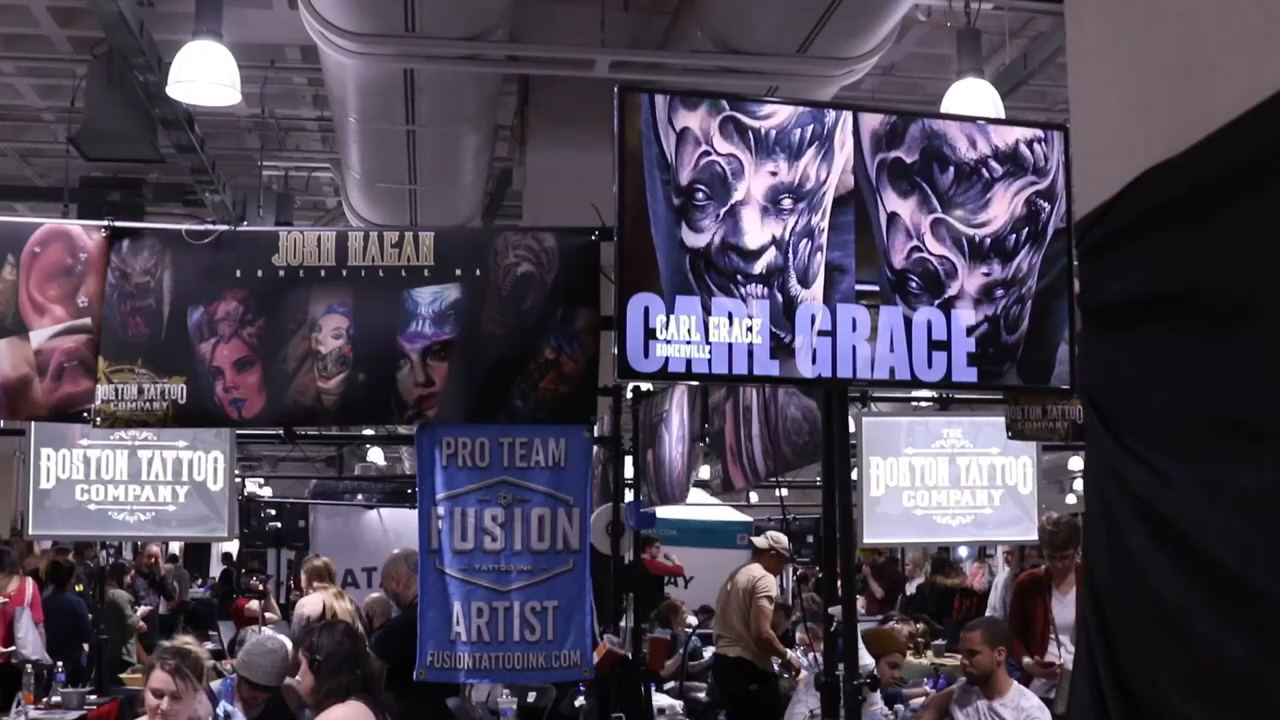 JOSH HAGAN
SOMERVILLE, MA
BOSTON TATTOO
COMPANY
CARL GRACE
CARL GRACE
SOMERVILLE
BOSTON TATTOO
COMPANY
PRO TEAM
FUSION
TATTOO INK
ARTIST
FUSIONTATTOOINK.COM
THE
BOSTON TATTOO
COMPANY
BOSTON TATTOO
COMPANY